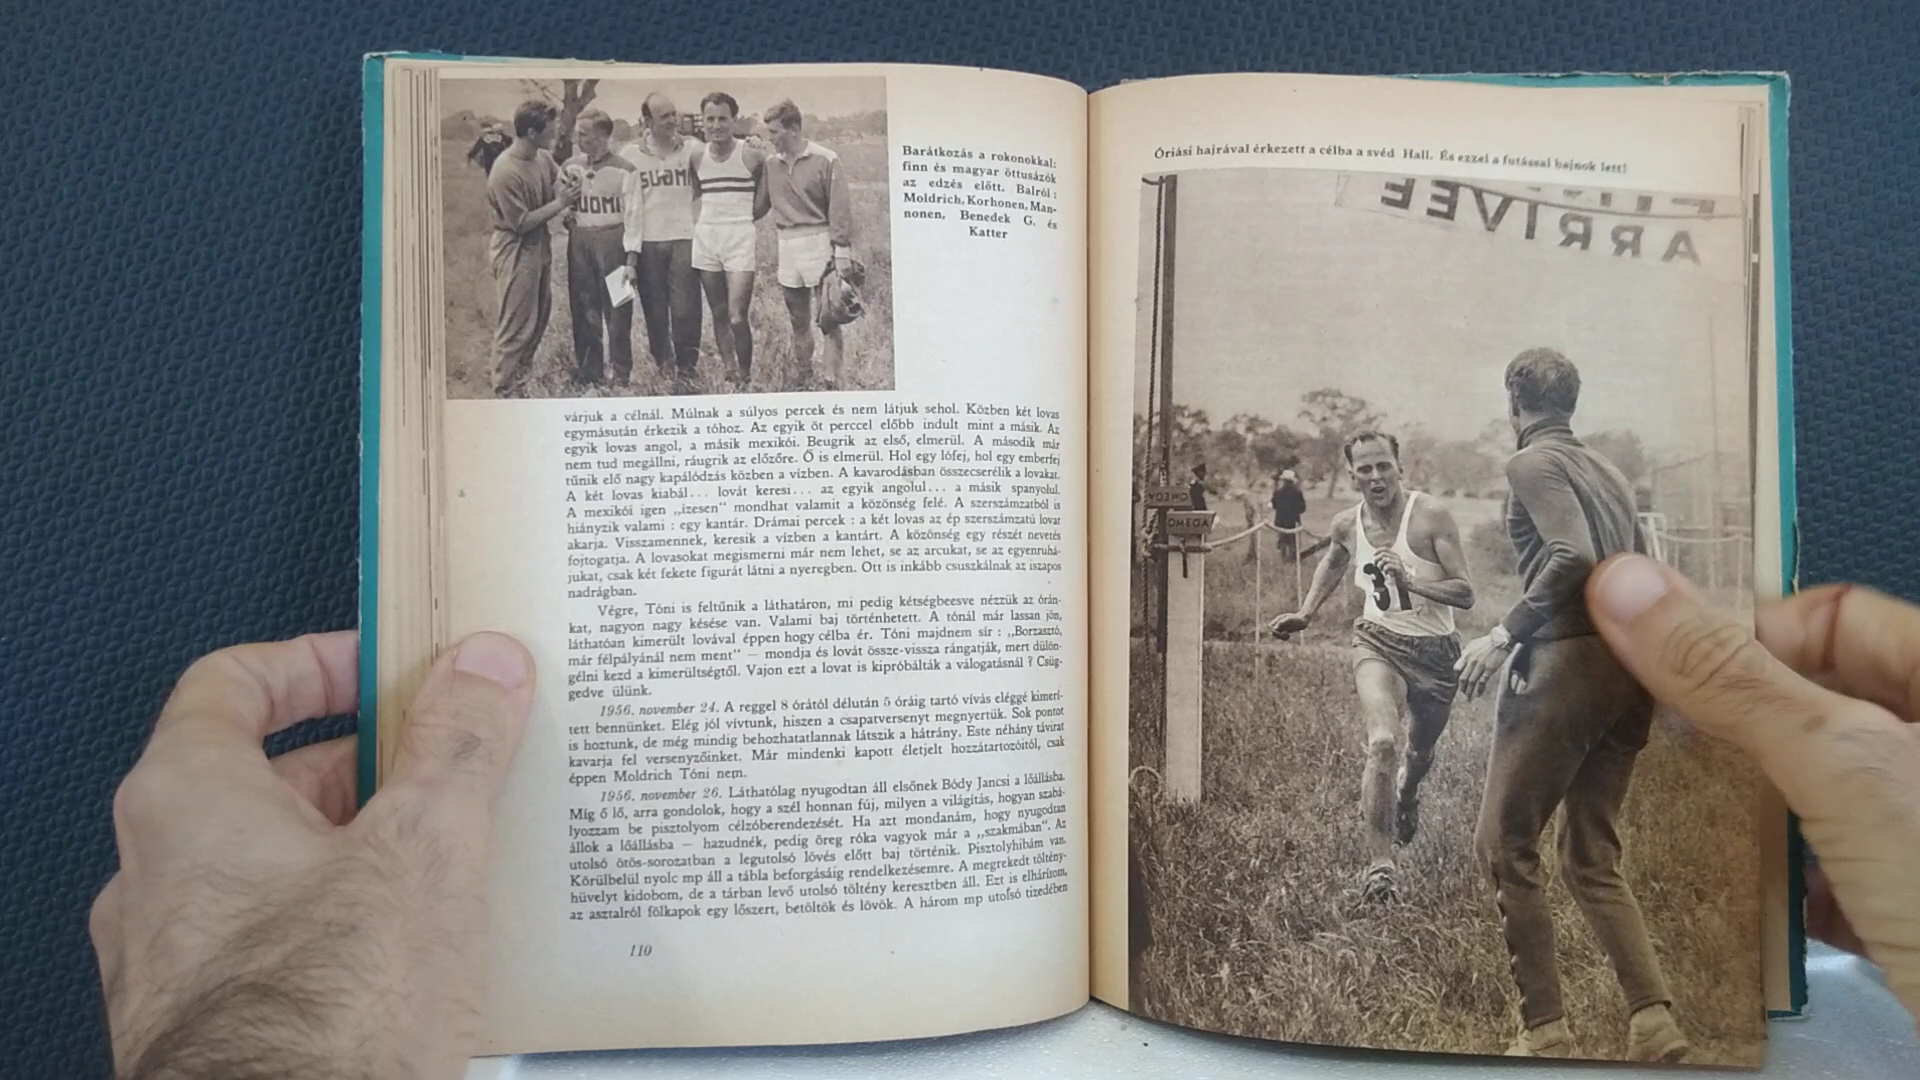 SUOMI
SUOMI
Barátkozás a rokonokkal:
finn és magyar öttusázók
az edzés előtt. Balról:
Moldrich, Korhonen, Man-
nonen, Benedek G. és
Katter
várjuk a célnál. Múlnak a súlyos percek és nem látjuk sehol. Közben két lovas
egymásután érkezik a tóhoz. Az egyik öt perccel előbb indult mint a másik. Az
egyik lovas angol, a másik mexikói. Beugrik az első, elmerül. A második már
nem tud megállni, ráugrik az előzőre. Ő is elmerül. Hol egy lófej, hol egy emberfej
tűnik elő nagy kapálódzás közben a vízben. A kavarodásban összecserélik a lovakat.
A két lovas kiabál... lovát keresi... az egyik angolul... a másik spanyolul.
A mexikói igen „ízesen" mondhat valamit a közönség felé. A szerszámzatból is
hiányzik valami : egy kantár. Drámai percek : a két lovas az ép szerszámzatú lovat
akarja. Visszamennek, keresik a vízben a kantárt. A közönség egy részét nevetés
fojtogatja. A lovasokat megismerni már nem lehet, se az arcukat, se az egyenruhá-
jukat, csak két fekete figurát látni a nyeregben. Ott is inkább csuszkálnak az iszapos
nadrágban.
Végre, Tóni is feltűnik a láthatáron, mi pedig kétségbeesve nézzük az órán-
kat, nagyon nagy késése van. Valami baj történhetett. A tónál már lassan jön,
láthatóan kimerült lovával éppen hogy célba ér. Tóni majdnem sír : „Borzasztó,
már félpályánál nem ment" — mondja és lovát össze-vissza rángatják, mert dülön-
gélni kezd a kimerültségtől. Vajon ezt a lovat is kipróbálták a válogatásnál ? Csüg-
gedve ülünk.
1956. november 24. A reggel 8 órától délután 5 óráig tartó vívás eléggé kimerí-
tett bennünket. Elég jól vívtunk, hiszen a csapatversenyt megnyertük. Sok pontot
is hoztunk, de még mindig behozhatatlannak látszik a hátrány. Este néhány távirat
kavarja fel versenyzőinket. Már mindenki kapott életjelt hozzátartozóitól, csak
éppen Moldrich Tóni nem.
1956. november 26. Láthatólag nyugodtan áll elsőnek Bódy Jancsi a lőállásba.
Míg ő lő, arra gondolok, hogy a szél honnan fúj, milyen a világítás, hogyan szabá-
lyozzam be pisztolyom célzóberendezését. Ha azt mondanám, hogy nyugodtan
állok a lőállásba — hazudnék, pedig öreg róka vagyok már a „szakmában". Az
utolsó ötös-sorozatban a legutolsó lövés előtt baj történik. Pisztolyhibám van.
Körülbelül nyolc mp áll a tábla beforgásáig rendelkezésemre. A megrekedt töltény-
hüvelyt kidobom, de a tárban levő utolsó töltény keresztben áll. Ezt is elhárítom,
az asztalról fölkapok egy lőszert, betöltök és lövök. A három mp utolsó tizedében
110
Óriási hajrával érkezett a célba a svéd Hall. És ezzel a futással bajnok lett!
ARRIVEE
OMEGA
OMEGA
31